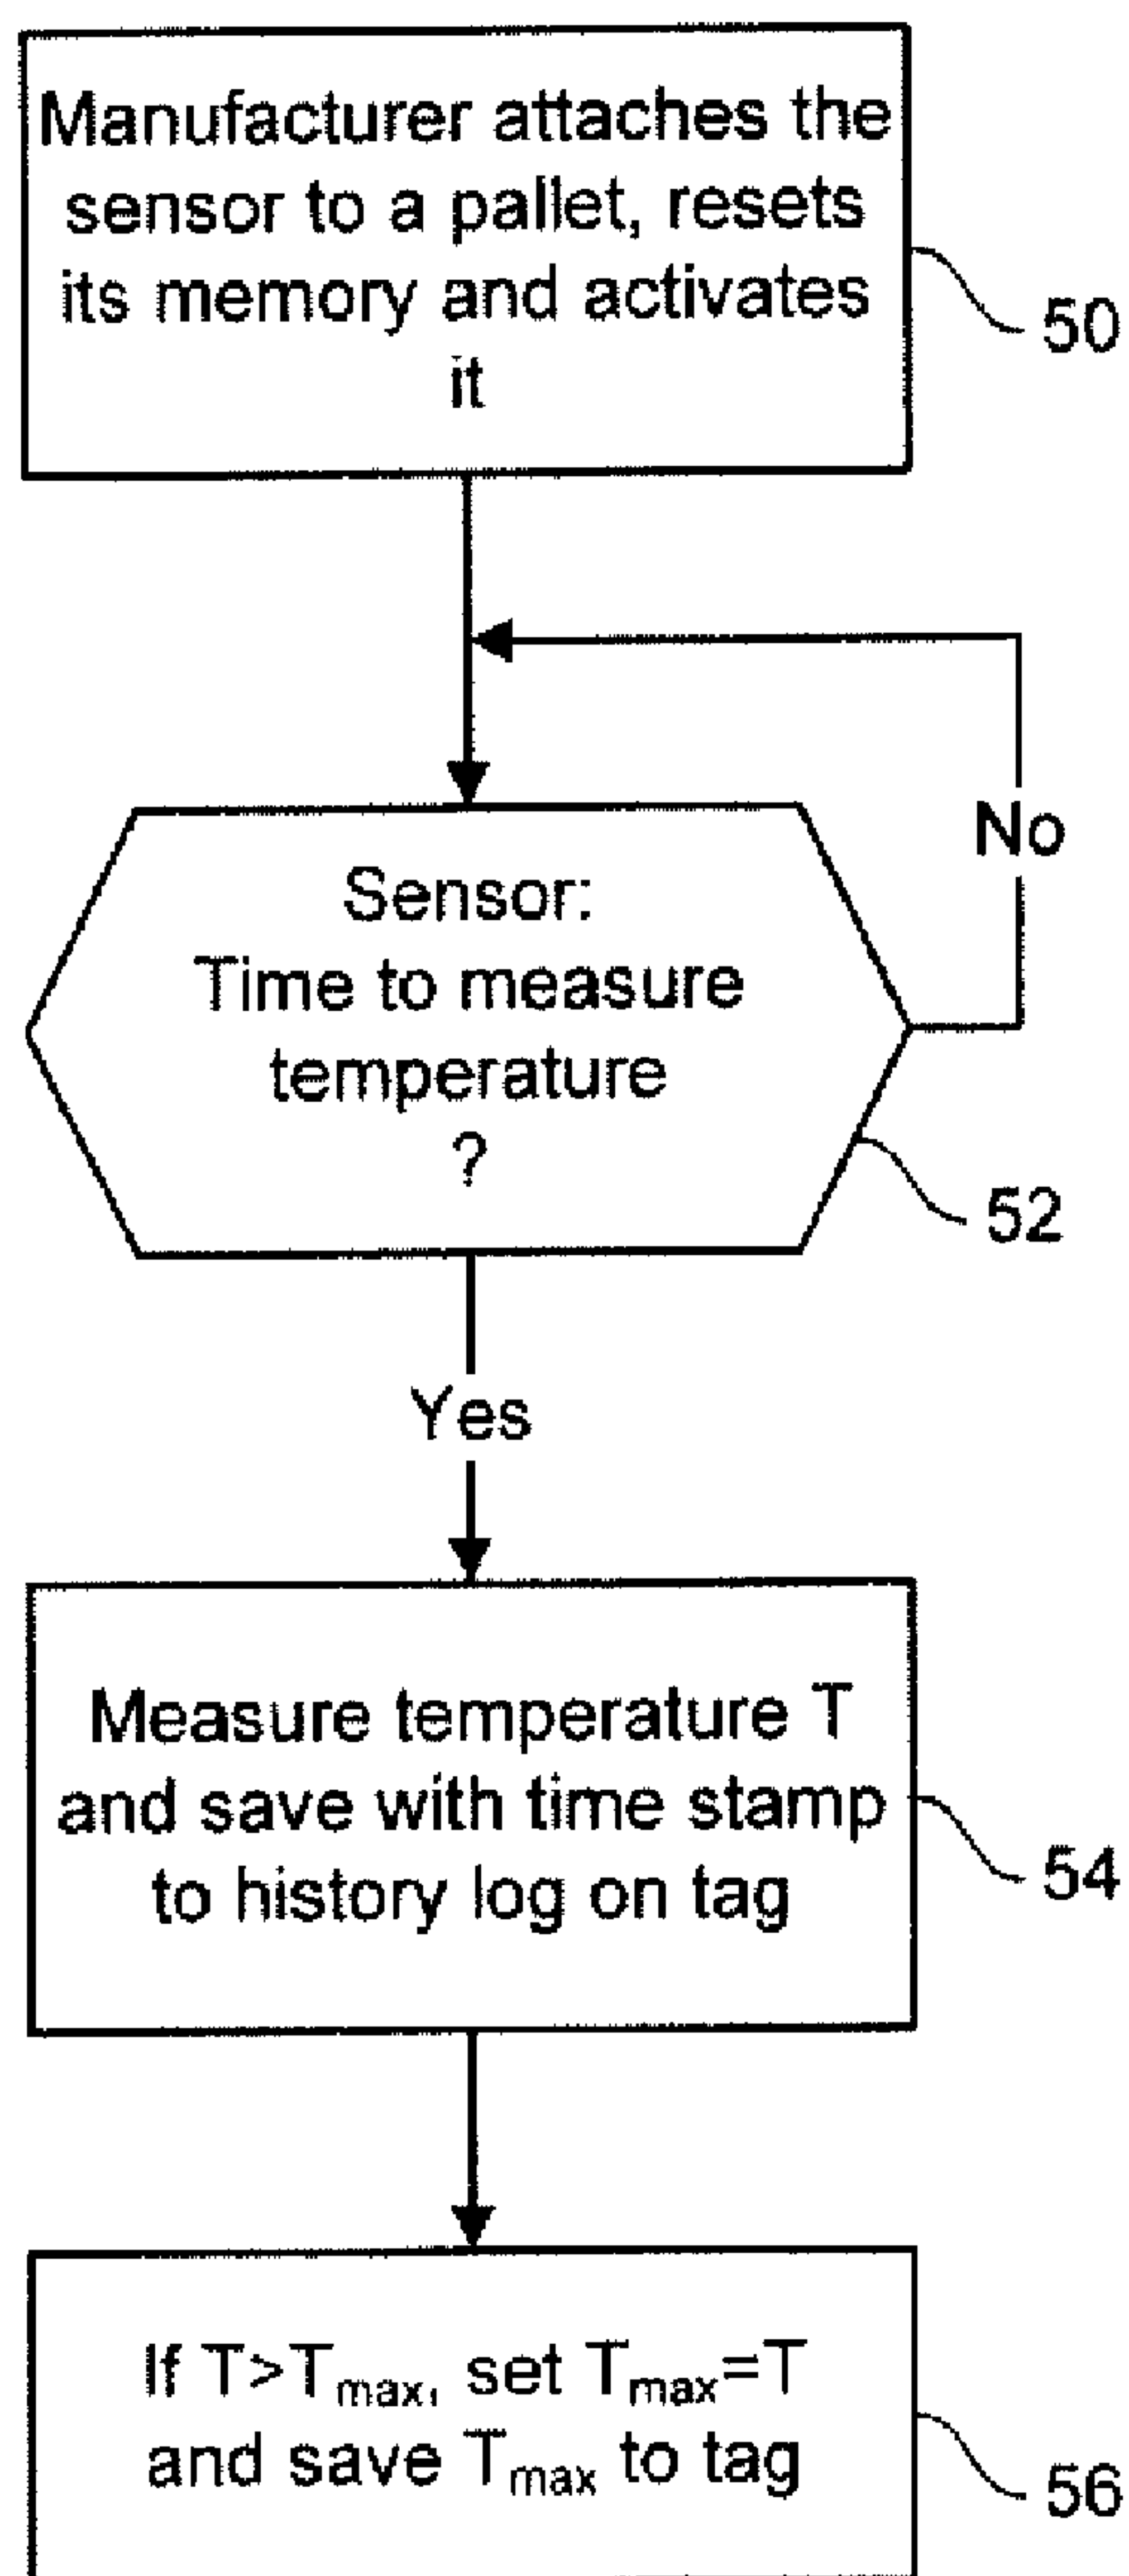 Manufacturer attaches the
sensor to a pallet, resets
its memory and activates
it
50
No
Sensor:
Time to measure
temperature
?
52
Yes
Measure temperature T
and save with time stamp
to history log on tag
54
If T>Tmax, set Tmax=T
and save Tmax to tag
56